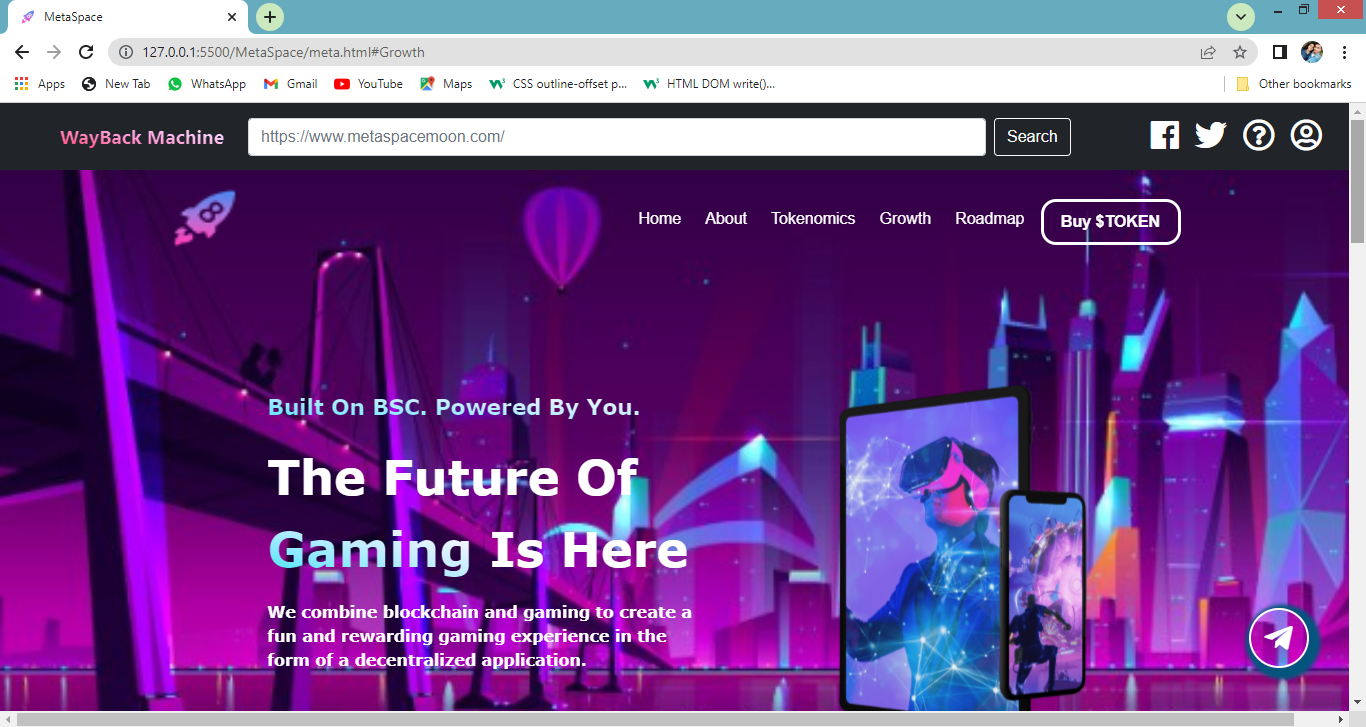 MetaSpace
127.0.0.1:5500/MetaSpace/meta.html#Growth
Apps New Tab WhatsApp Gmail YouTube Maps CSS outline-offset p... HTML DOM write()... Other bookmarks
WayBack Machine https://www.metaspacemoon.com/ Search
Home About Tokenomics Growth Roadmap Buy $TOKEN
Built On BSC. Powered By You.
The Future Of
Gaming Is Here
We combine blockchain and gaming to create a
fun and rewarding gaming experience in the
form of a decentralized application.